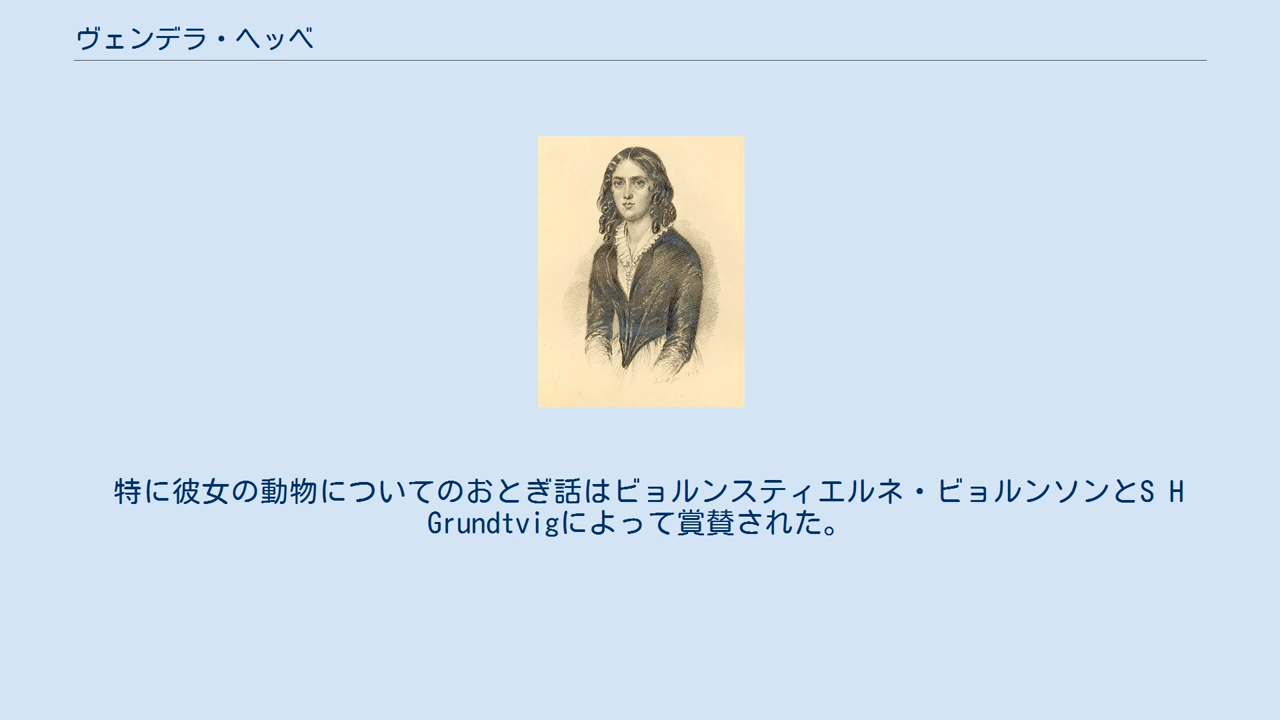 ヴェンデラ・ヘッベ
特に彼女の動物についてのおとぎ話はビョルンスティエルネ・ビョルンソンとS H
Grundtvigによって賞賛された。